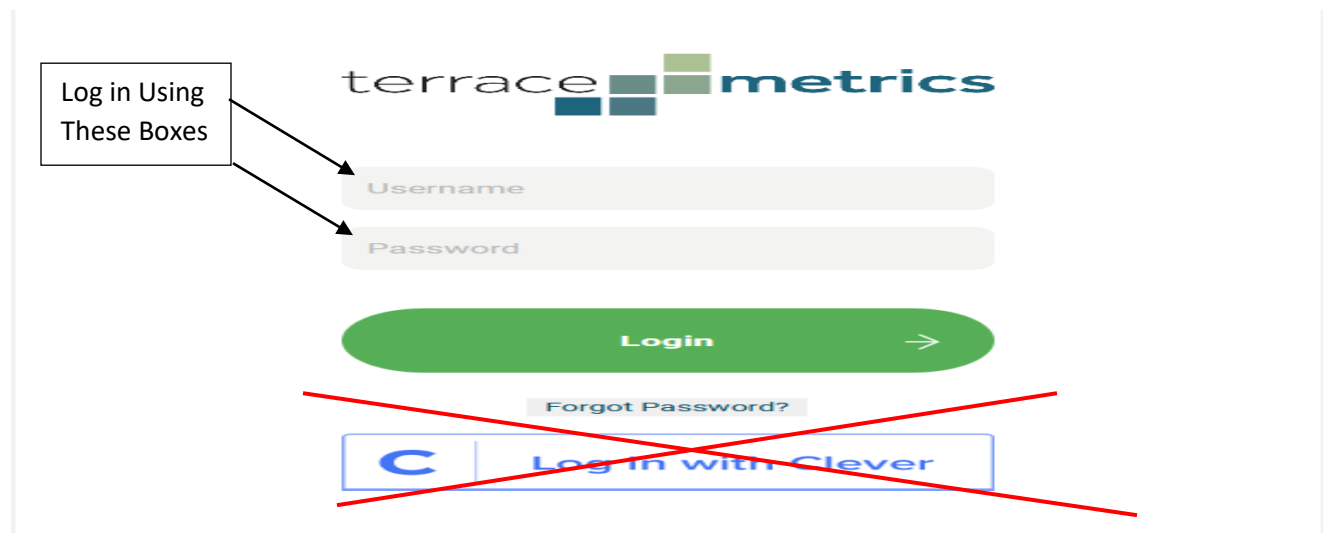 Log in Using
These Boxes
terrace metrics
Username
Password
Login
Forgot Password?
C Log in with Clever